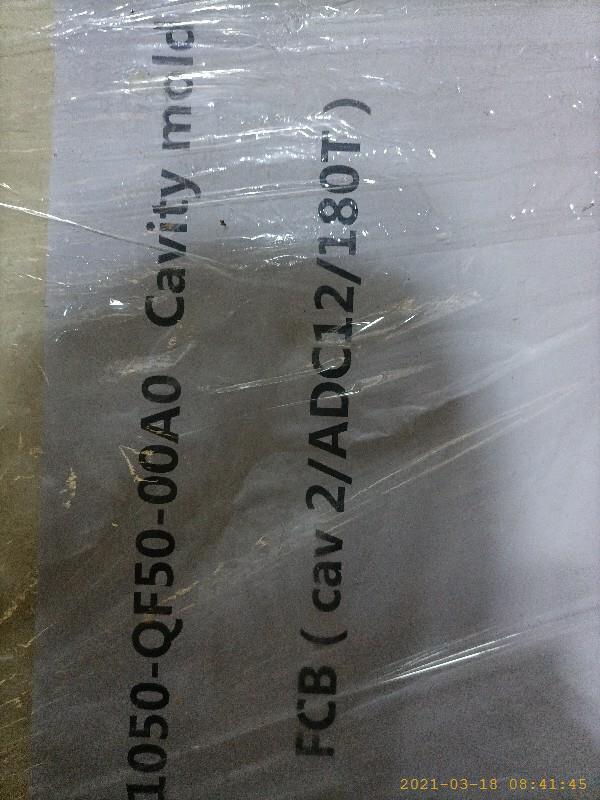 1050-QF50-00A0 Cavity mold
FCB ( cav 2/ADC12/180T )
2021-03-18 08:41:45